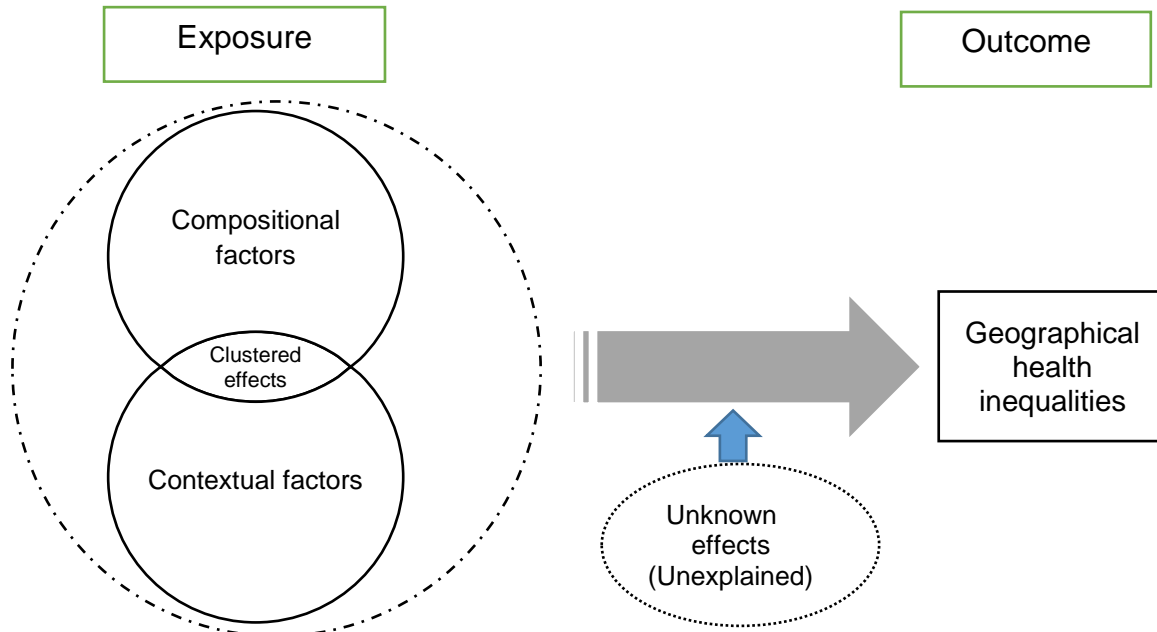 Exposure
Outcome
Compositional
factors
Clustered
effects
Contextual factors
Geographical
health
inequalities
Unknown
effects
(Unexplained)